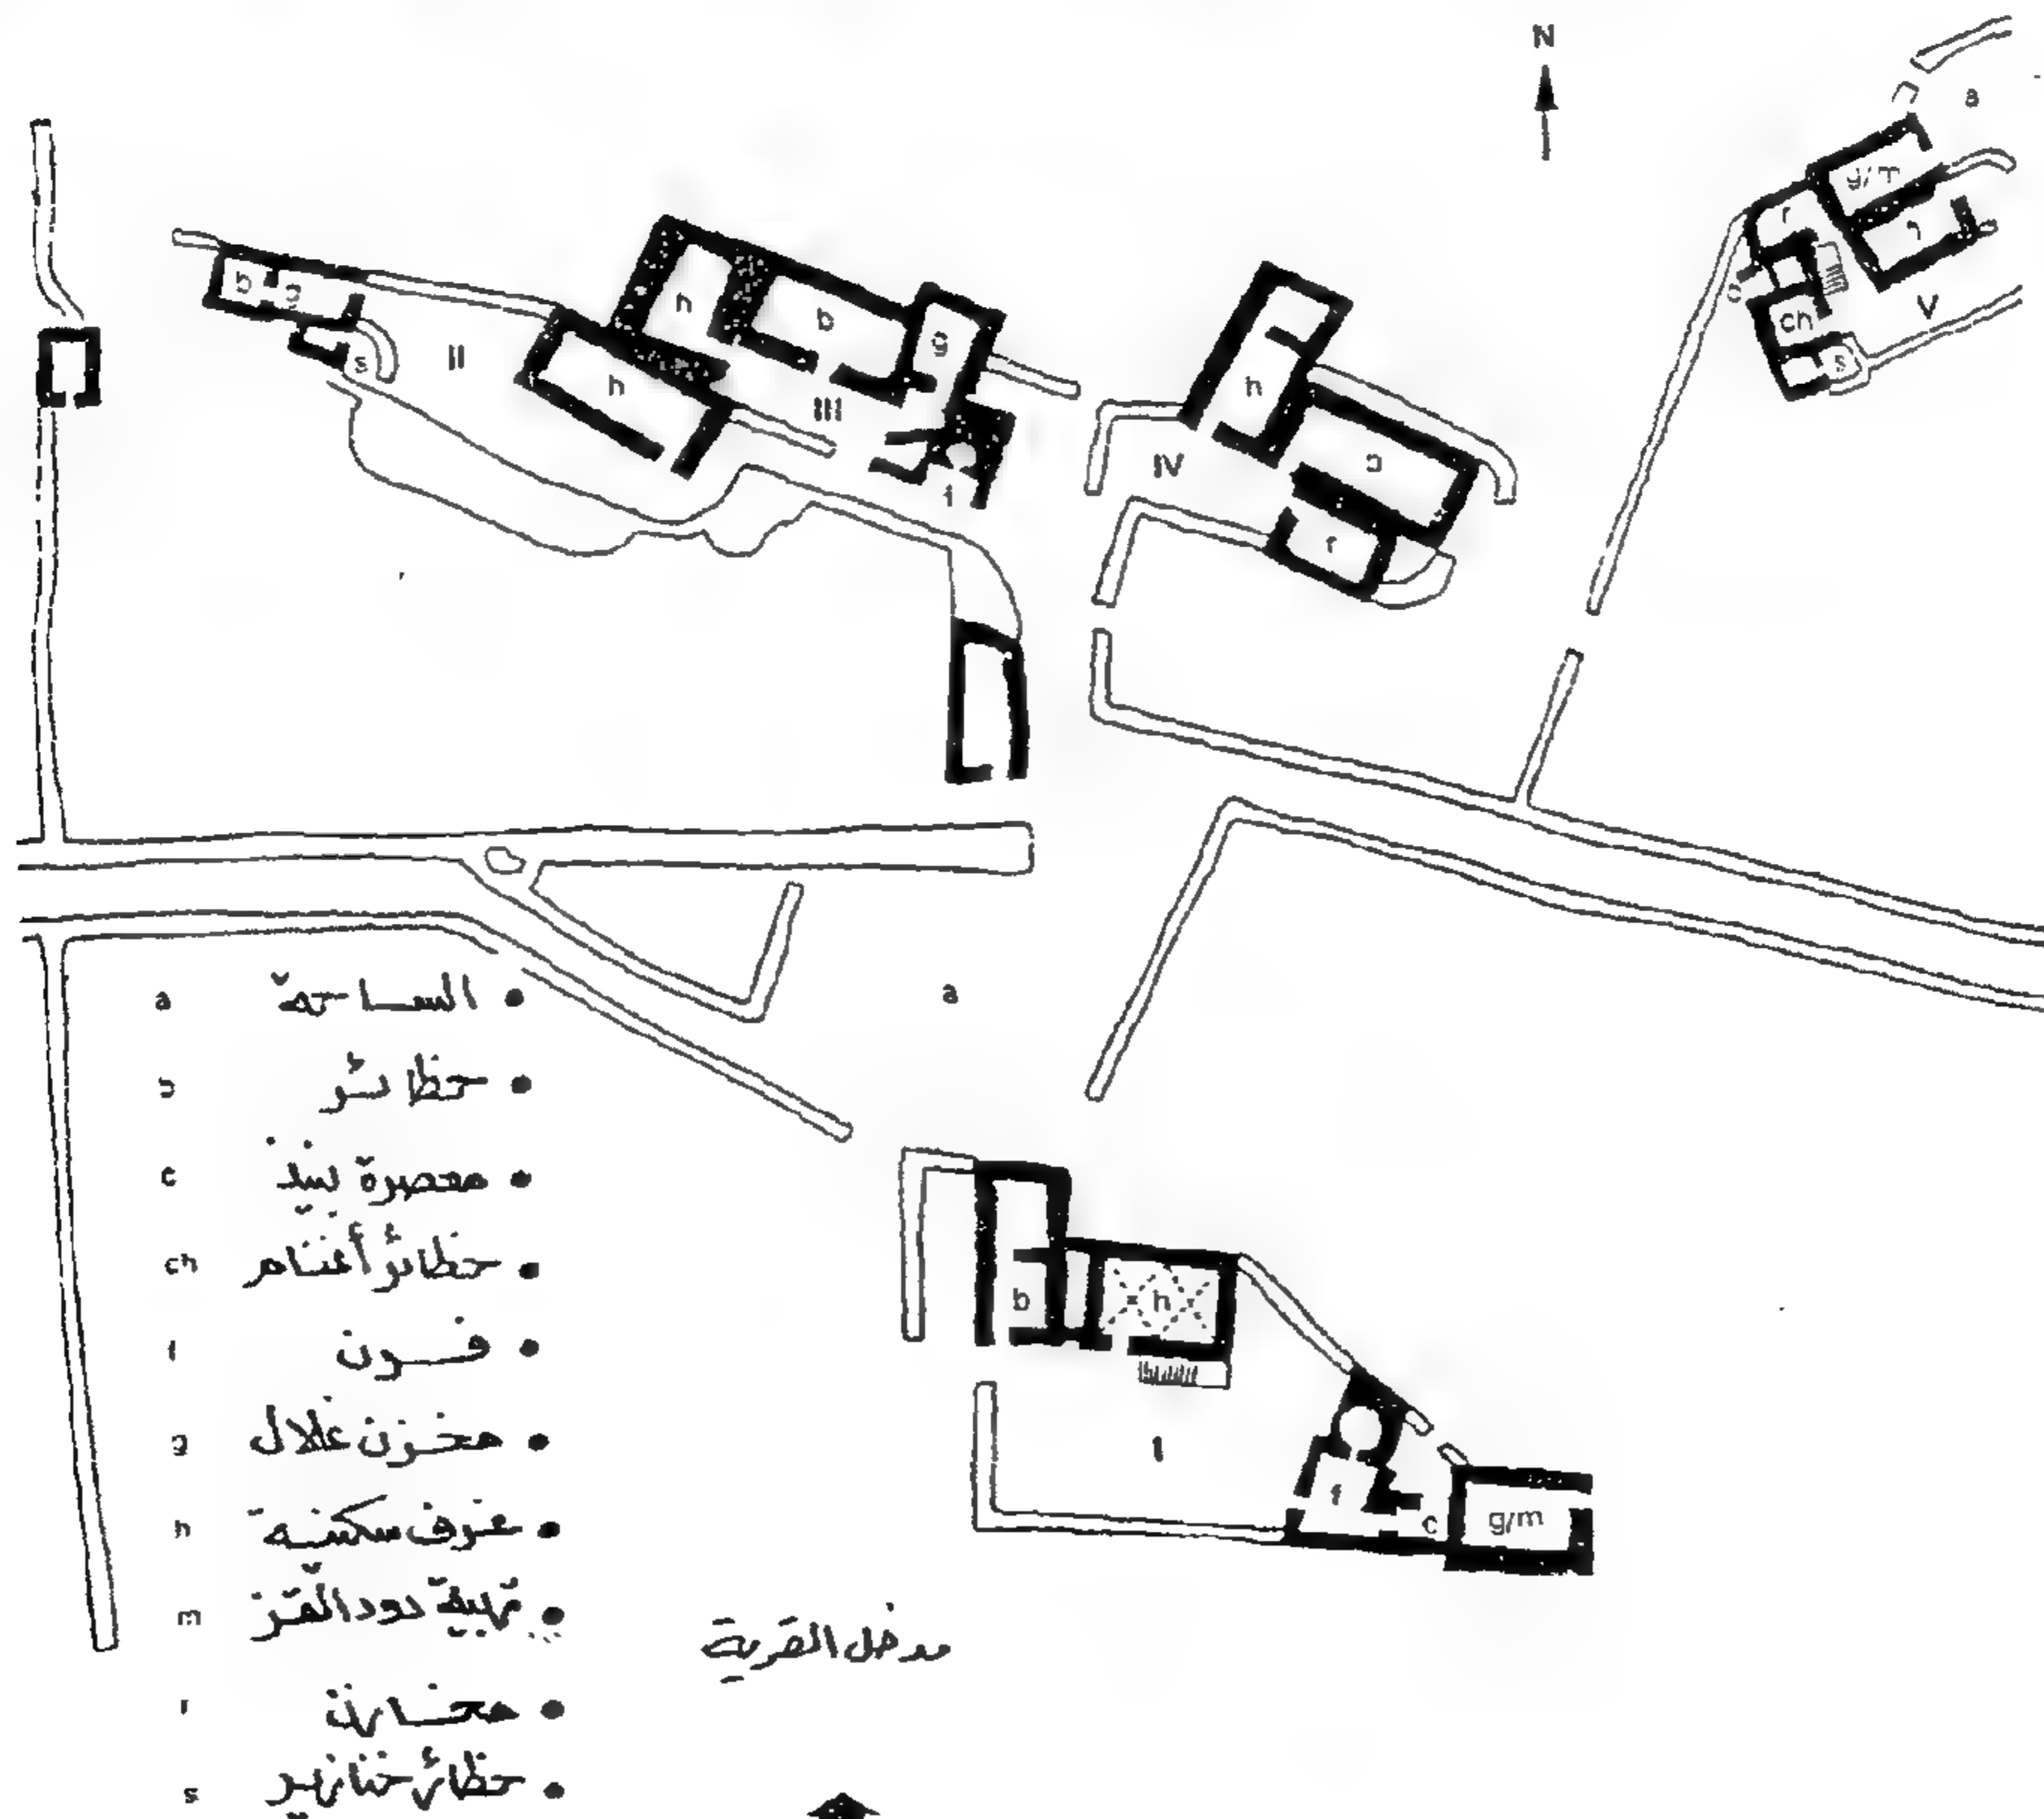 N
a
g/m
r
h
b
h
b
g
II
s
h
III
h
IV
f
r
c
ch
s
V
a
a الساحة •
b حظائر •
c معصرة نبيذ •
ch حظائر أغنام •
f فرن •
g مخزن غلال •
h غرف سكنية •
m تربية دود القز •
r مخازن •
s حظائر خنازير •
b
h
I
f
c
g/m
مدخل القرية